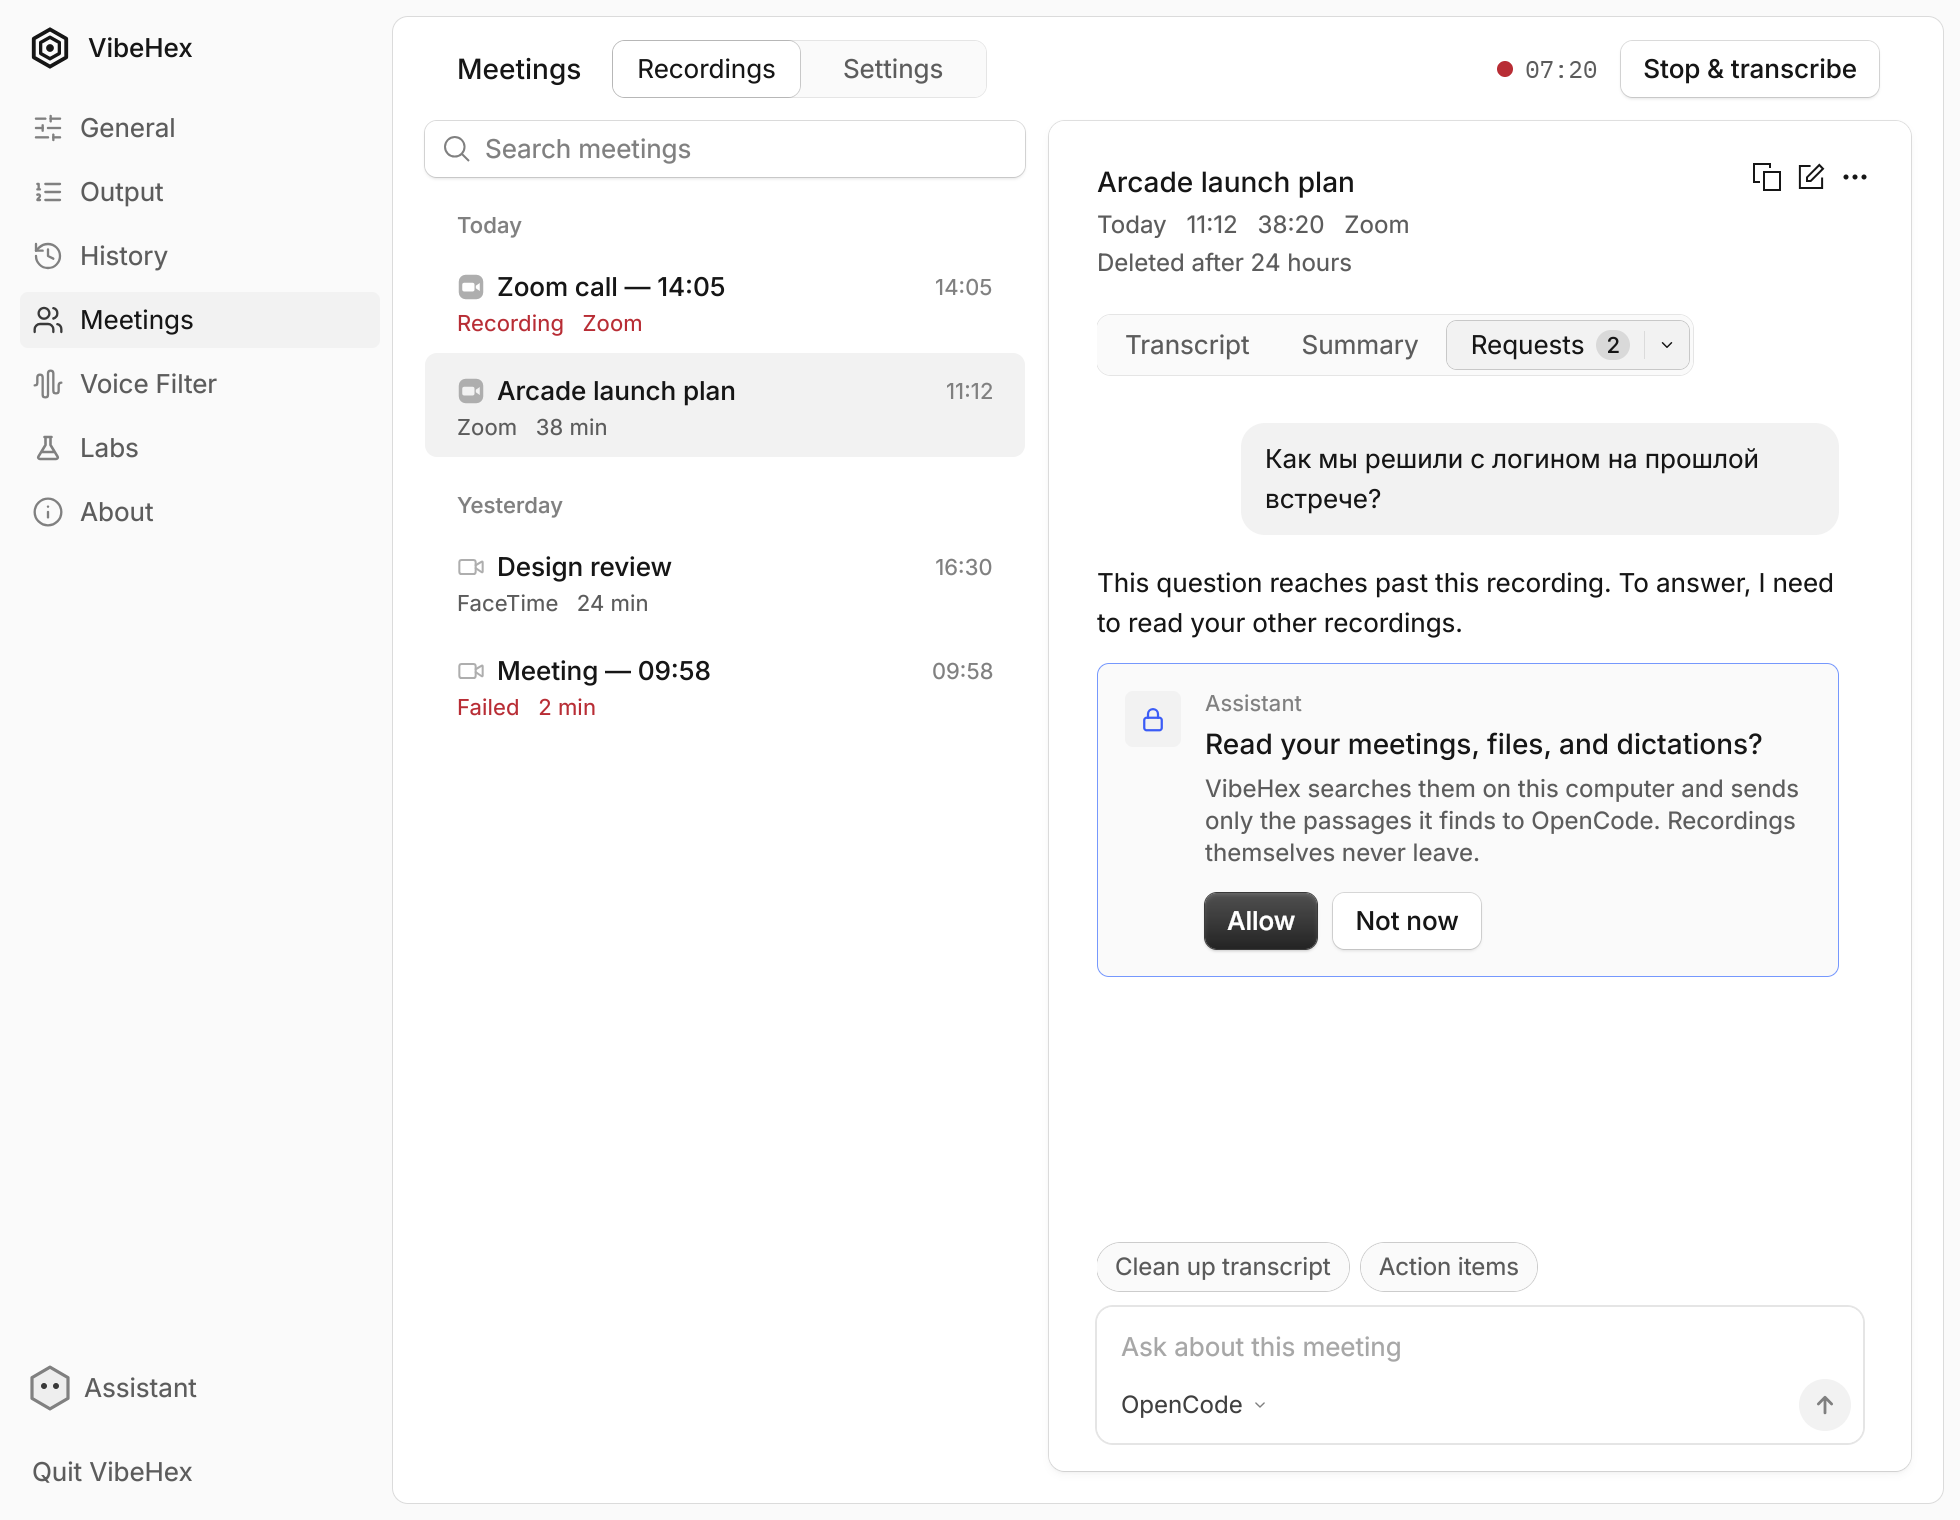 VibeHex
General
Output
History
Meetings
Voice Filter
Labs
About
Assistant
Quit VibeHex
Meetings
Recordings
Settings
07:20
Stop & transcribe
Search meetings
Today
Zoom call — 14:05
14:05
Recording Zoom
Arcade launch plan
11:12
Zoom 38 min
Yesterday
Design review
16:30
FaceTime 24 min
Meeting — 09:58
09:58
Failed 2 min
Arcade launch plan
Today 11:12 38:20 Zoom
Deleted after 24 hours
Transcript
Summary
Requests 2
Как мы решили с логином на прошлой
встрече?
This question reaches past this recording. To answer, I need
to read your other recordings.
Assistant
Read your meetings, files, and dictations?
VibeHex searches them on this computer and sends
only the passages it finds to OpenCode. Recordings
themselves never leave.
Allow
Not now
Clean up transcript
Action items
Ask about this meeting
OpenCode